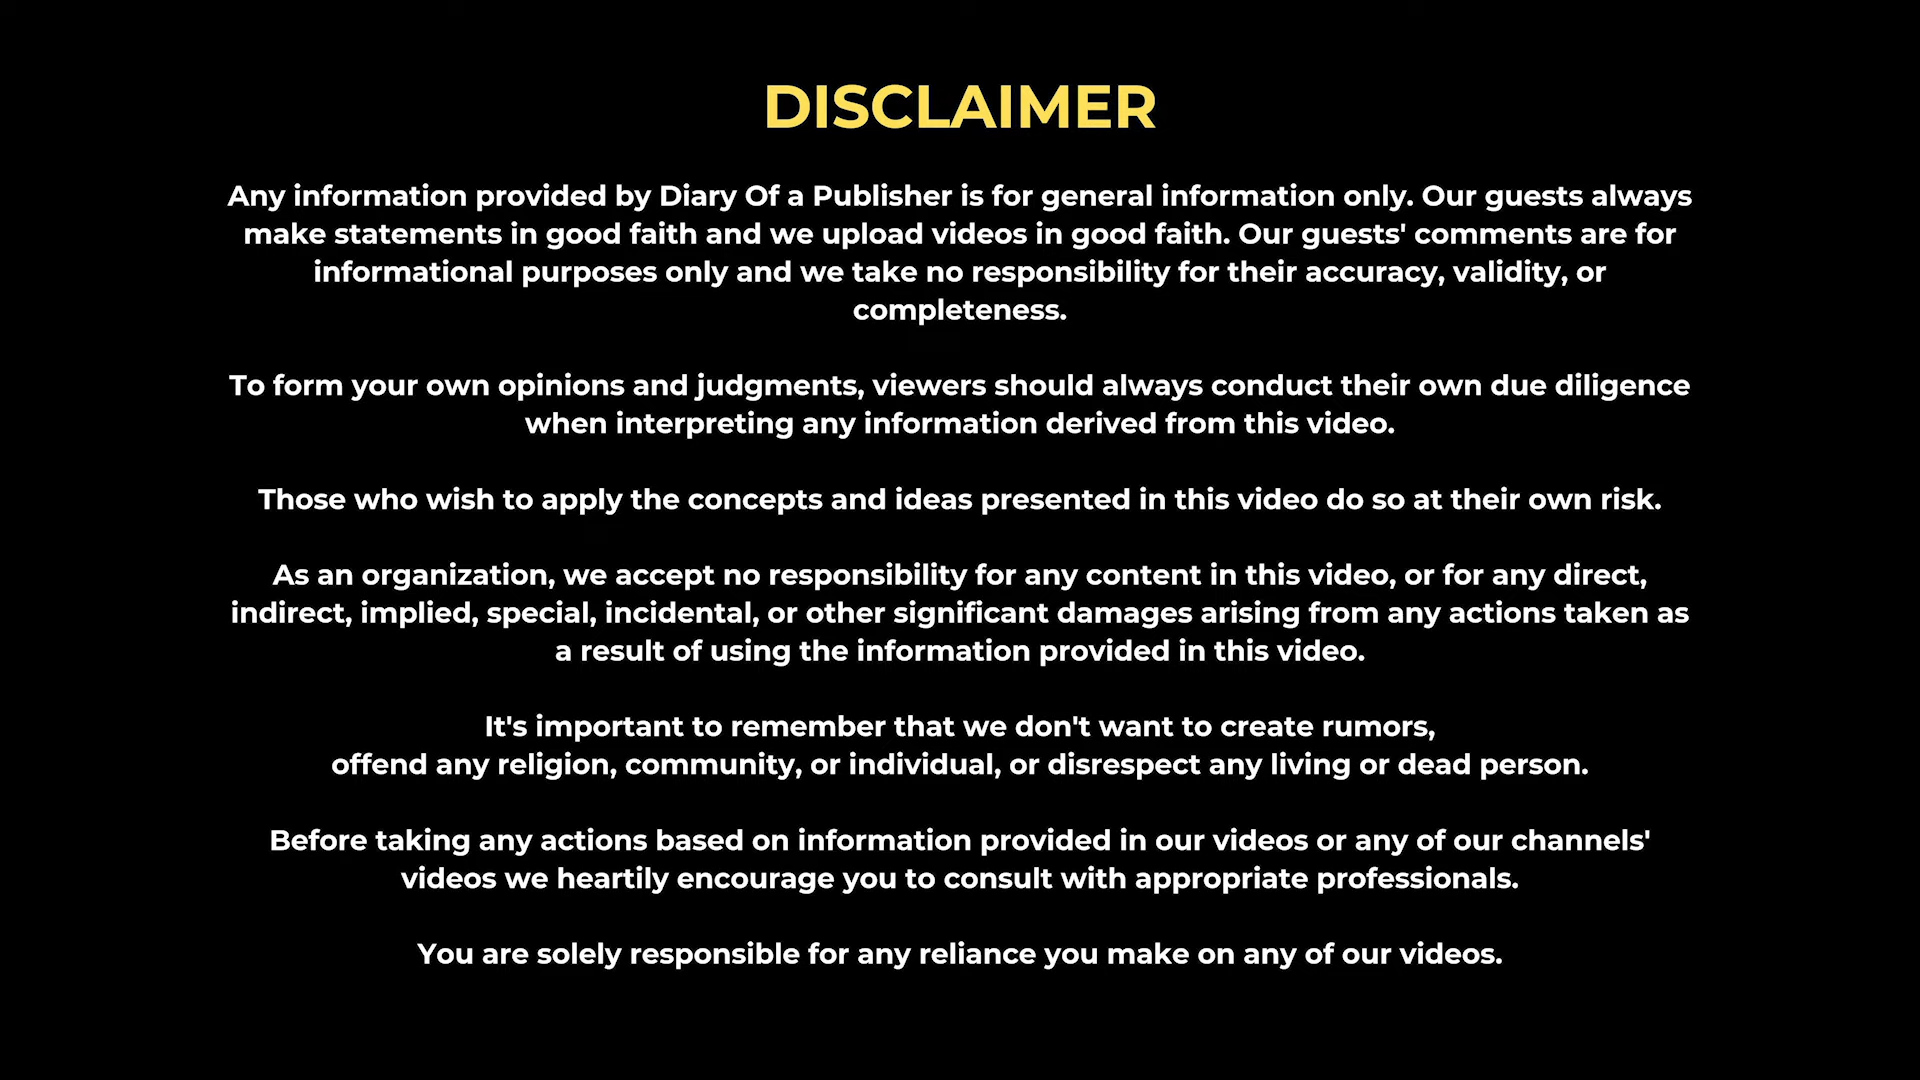 DISCLAIMER
Any information provided by Diary Of a Publisher is for general information only. Our guests always
make statements in good faith and we upload videos in good faith. Our guests' comments are for
informational purposes only and we take no responsibility for their accuracy, validity, or
completeness.
To form your own opinions and judgments, viewers should always conduct their own due diligence
when interpreting any information derived from this video.
Those who wish to apply the concepts and ideas presented in this video do so at their own risk.
As an organization, we accept no responsibility for any content in this video, or for any direct,
indirect, implied, special, incidental, or other significant damages arising from any actions taken as
a result of using the information provided in this video.
It's important to remember that we don't want to create rumors,
offend any religion, community, or individual, or disrespect any living or dead person.
Before taking any actions based on information provided in our videos or any of our channels'
videos we heartily encourage you to consult with appropriate professionals.
You are solely responsible for any reliance you make on any of our videos.